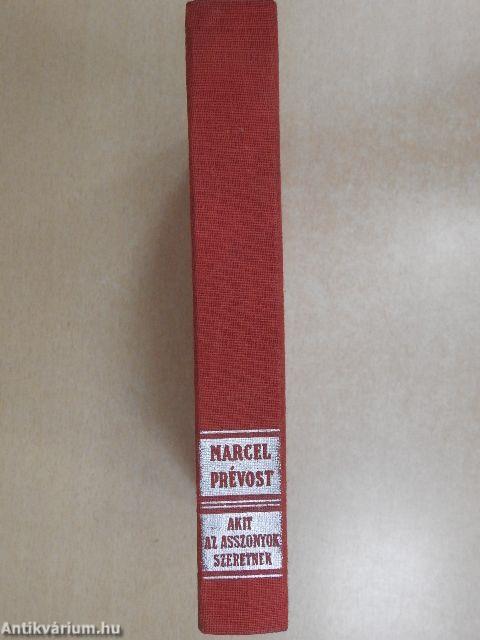 MARCEL
PRÉVOST
AKIT
AZ ASSZONYOK
SZERETNEK
Antikvárium.hu